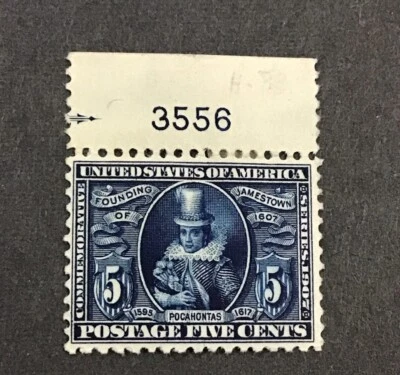 3556
UNITED STATES OF AMERICA
COMMEMORATIVE
FOUNDING OF
JAMESTOWN 1607
SERIES 1907
5
5
1595 POCAHONTAS 1617
POSTAGE FIVE CENTS